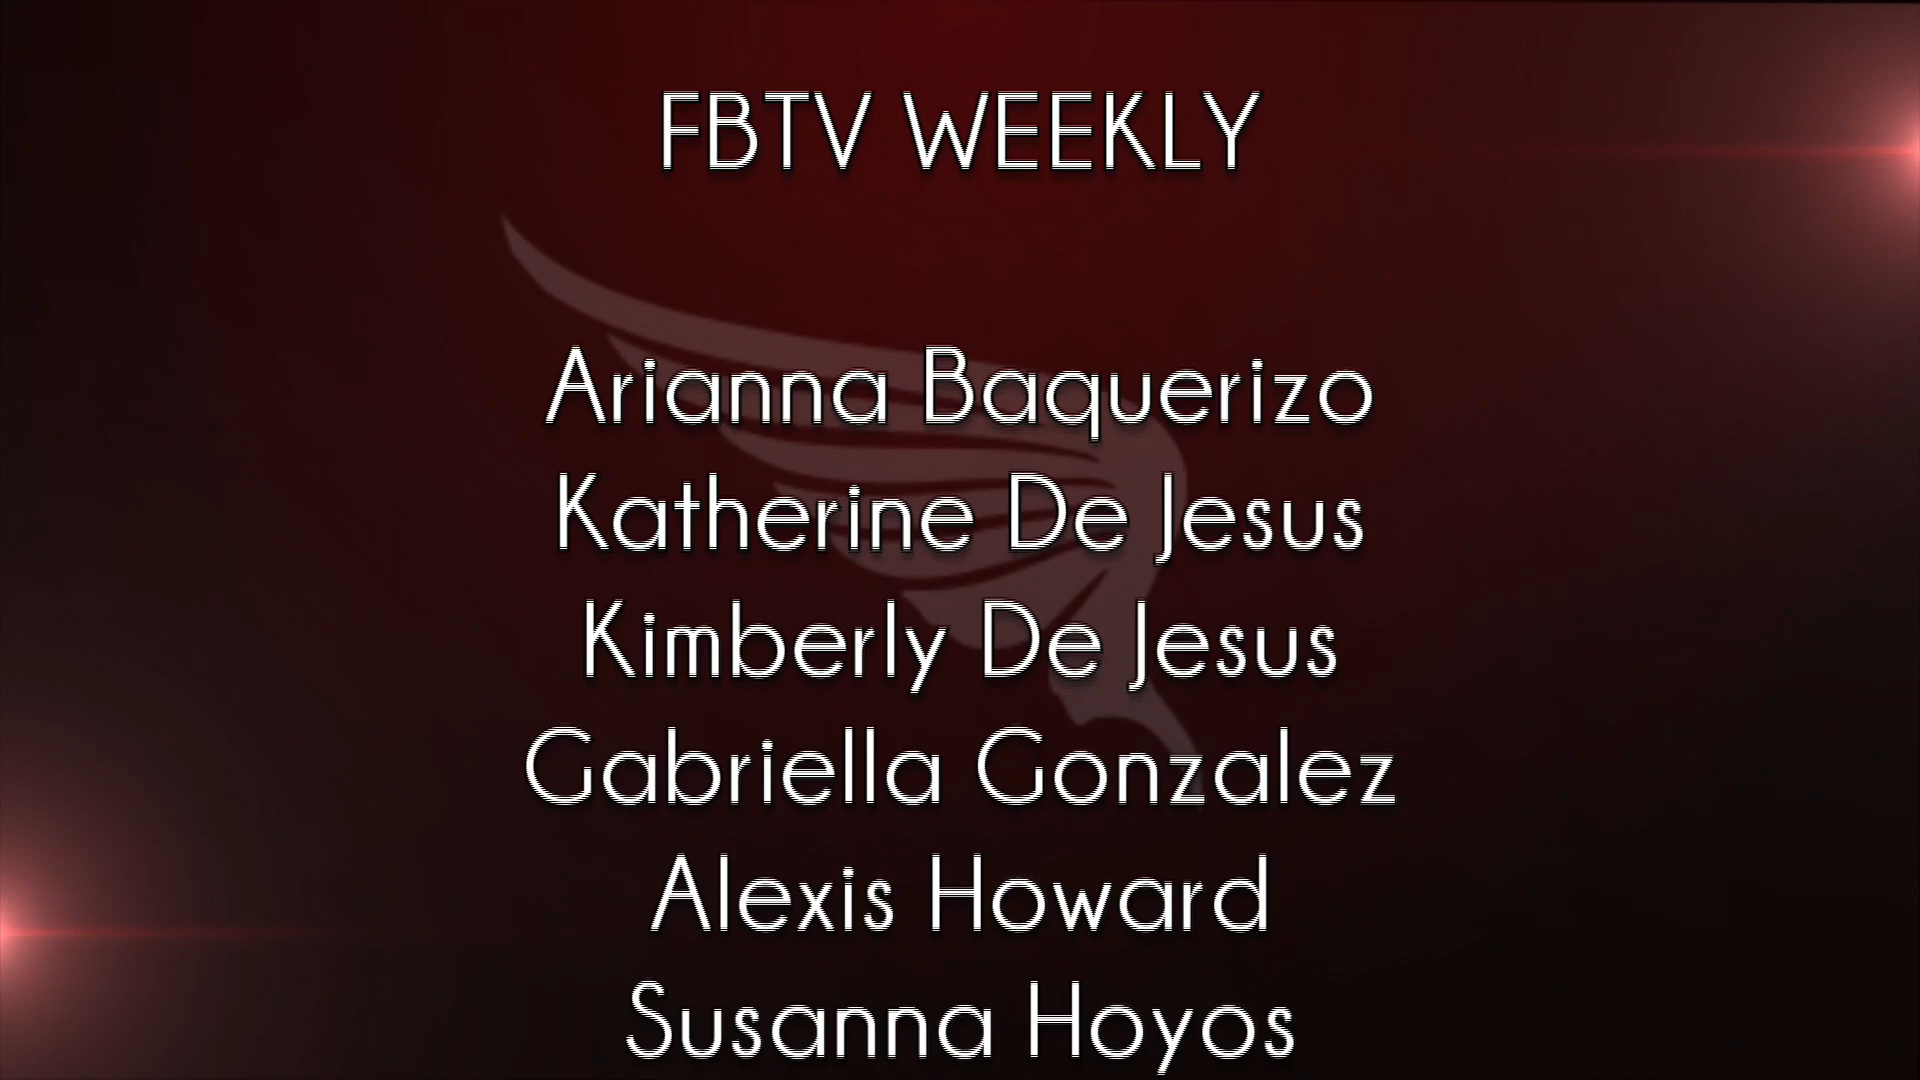 FBTV WEEKLY
Arianna Baquerizo
Katherine De Jesus
Kimberly De Jesus
Gabriella Gonzalez
Alexis Howard
Susanna Hoyos